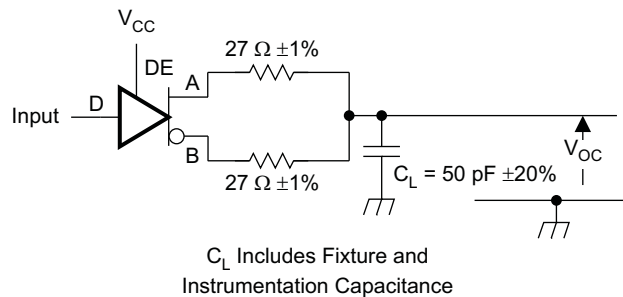 V_CC
27 Ω ±1%
DE
A
Input
D
B
27 Ω ±1%
C_L = 50 pF ±20%
V_OC
C_L Includes Fixture and
Instrumentation Capacitance